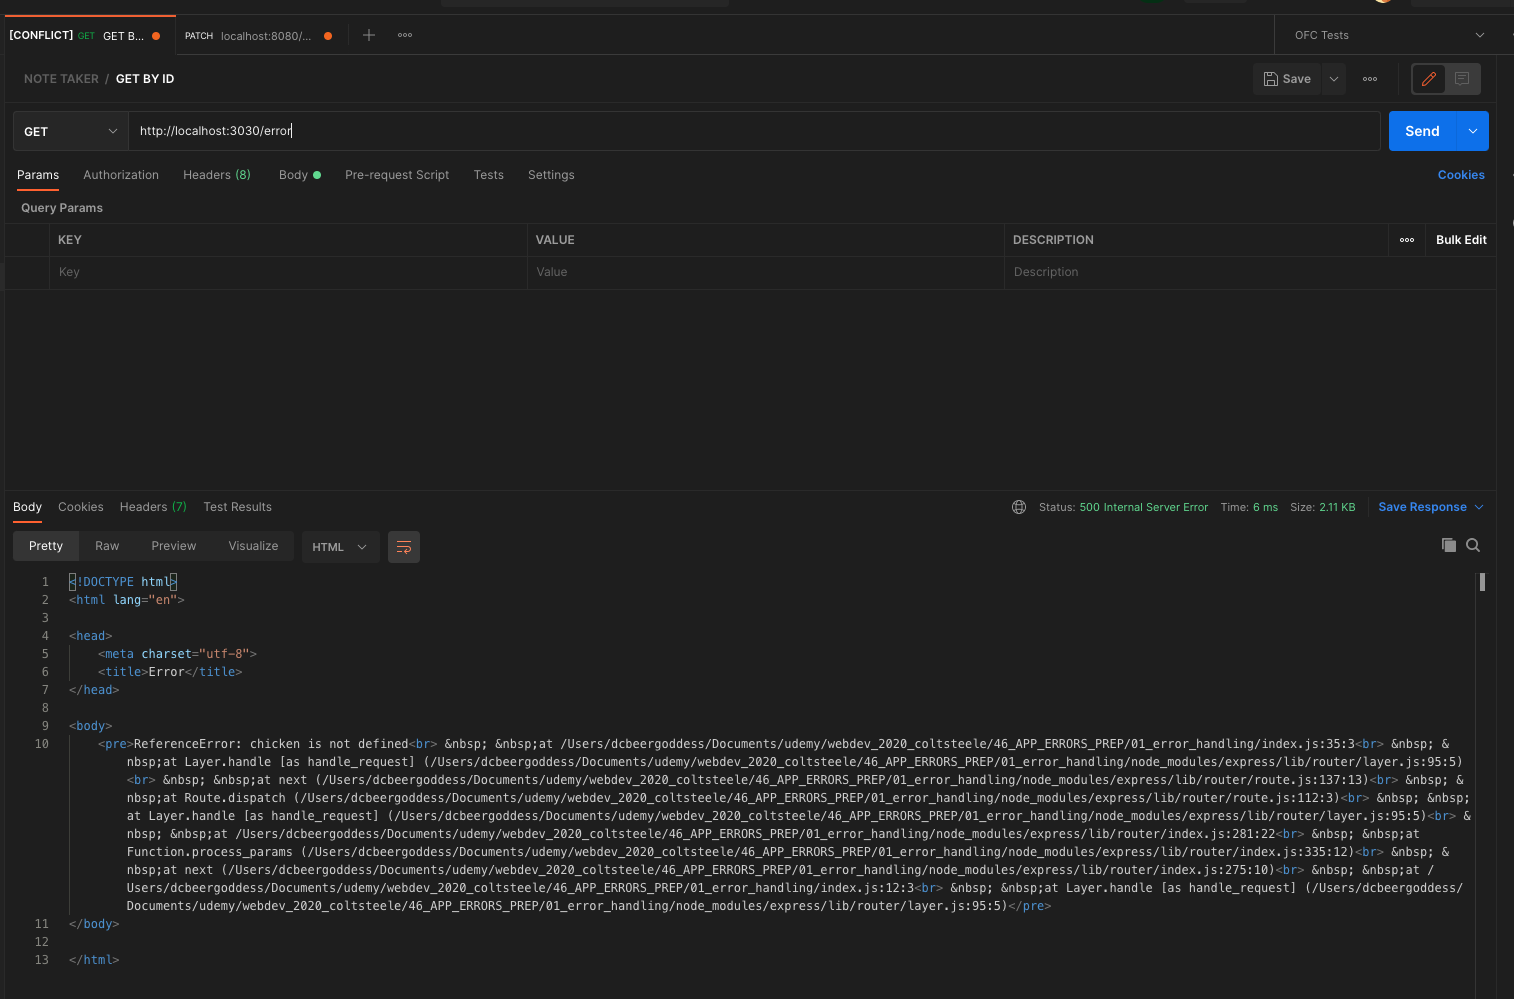 [CONFLICT] GET GET B... PATCH localhost:8080/... OFC Tests
NOTE TAKER / GET BY ID Save
GET http://localhost:3030/error Send
Params Authorization Headers (8) Body Pre-request Script Tests Settings Cookies
Query Params
KEY VALUE DESCRIPTION Bulk Edit
Key Value Description
Body Cookies Headers (7) Test Results Status: 500 Internal Server Error Time: 6 ms Size: 2.11 KB Save Response
Pretty Raw Preview Visualize HTML
1 <!DOCTYPE html>
2 <html lang="en">
3
4 <head>
5 <meta charset="utf-8">
6 <title>Error</title>
7 </head>
8
9 <body>
10 <pre>ReferenceError: chicken is not defined<br> &nbsp; &nbsp;at /Users/dcbeergoddess/Documents/udemy/webdev_2020_coltsteele/46_APP_ERRORS_PREP/01_error_handling/index.js:35:3<br> &nbsp; &
nbsp;at Layer.handle [as handle_request] (/Users/dcbeergoddess/Documents/udemy/webdev_2020_coltsteele/46_APP_ERRORS_PREP/01_error_handling/node_modules/express/lib/router/layer.js:95:5)
<br> &nbsp; &nbsp;at next (/Users/dcbeergoddess/Documents/udemy/webdev_2020_coltsteele/46_APP_ERRORS_PREP/01_error_handling/node_modules/express/lib/router/route.js:137:13)<br> &nbsp; &
nbsp;at Route.dispatch (/Users/dcbeergoddess/Documents/udemy/webdev_2020_coltsteele/46_APP_ERRORS_PREP/01_error_handling/node_modules/express/lib/router/route.js:112:3)<br> &nbsp; &nbsp;
at Layer.handle [as handle_request] (/Users/dcbeergoddess/Documents/udemy/webdev_2020_coltsteele/46_APP_ERRORS_PREP/01_error_handling/node_modules/express/lib/router/layer.js:95:5)<br> &
nbsp; &nbsp;at /Users/dcbeergoddess/Documents/udemy/webdev_2020_coltsteele/46_APP_ERRORS_PREP/01_error_handling/node_modules/express/lib/router/index.js:281:22<br> &nbsp; &nbsp;at
Function.process_params (/Users/dcbeergoddess/Documents/udemy/webdev_2020_coltsteele/46_APP_ERRORS_PREP/01_error_handling/node_modules/express/lib/router/index.js:335:12)<br> &nbsp; &
nbsp;at next (/Users/dcbeergoddess/Documents/udemy/webdev_2020_coltsteele/46_APP_ERRORS_PREP/01_error_handling/node_modules/express/lib/router/index.js:275:10)<br> &nbsp; &nbsp;at /
Users/dcbeergoddess/Documents/udemy/webdev_2020_coltsteele/46_APP_ERRORS_PREP/01_error_handling/index.js:12:3<br> &nbsp; &nbsp;at Layer.handle [as handle_request] (/Users/dcbeergoddess/
Documents/udemy/webdev_2020_coltsteele/46_APP_ERRORS_PREP/01_error_handling/node_modules/express/lib/router/layer.js:95:5)</pre>
11 </body>
12
13 </html>